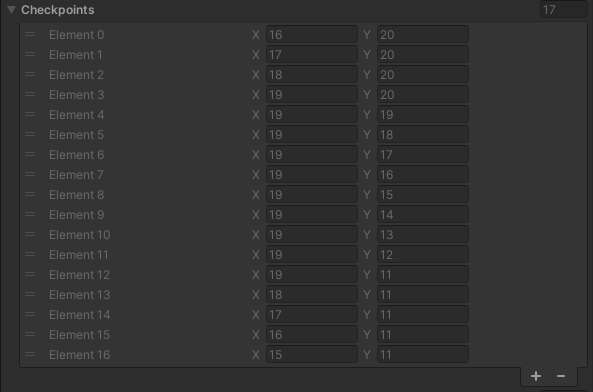 Checkpoints 17
Element 0 X 16 Y 20
Element 1 X 17 Y 20
Element 2 X 18 Y 20
Element 3 X 19 Y 20
Element 4 X 19 Y 19
Element 5 X 19 Y 18
Element 6 X 19 Y 17
Element 7 X 19 Y 16
Element 8 X 19 Y 15
Element 9 X 19 Y 14
Element 10 X 19 Y 13
Element 11 X 19 Y 12
Element 12 X 19 Y 11
Element 13 X 18 Y 11
Element 14 X 17 Y 11
Element 15 X 16 Y 11
Element 16 X 15 Y 11
+ −